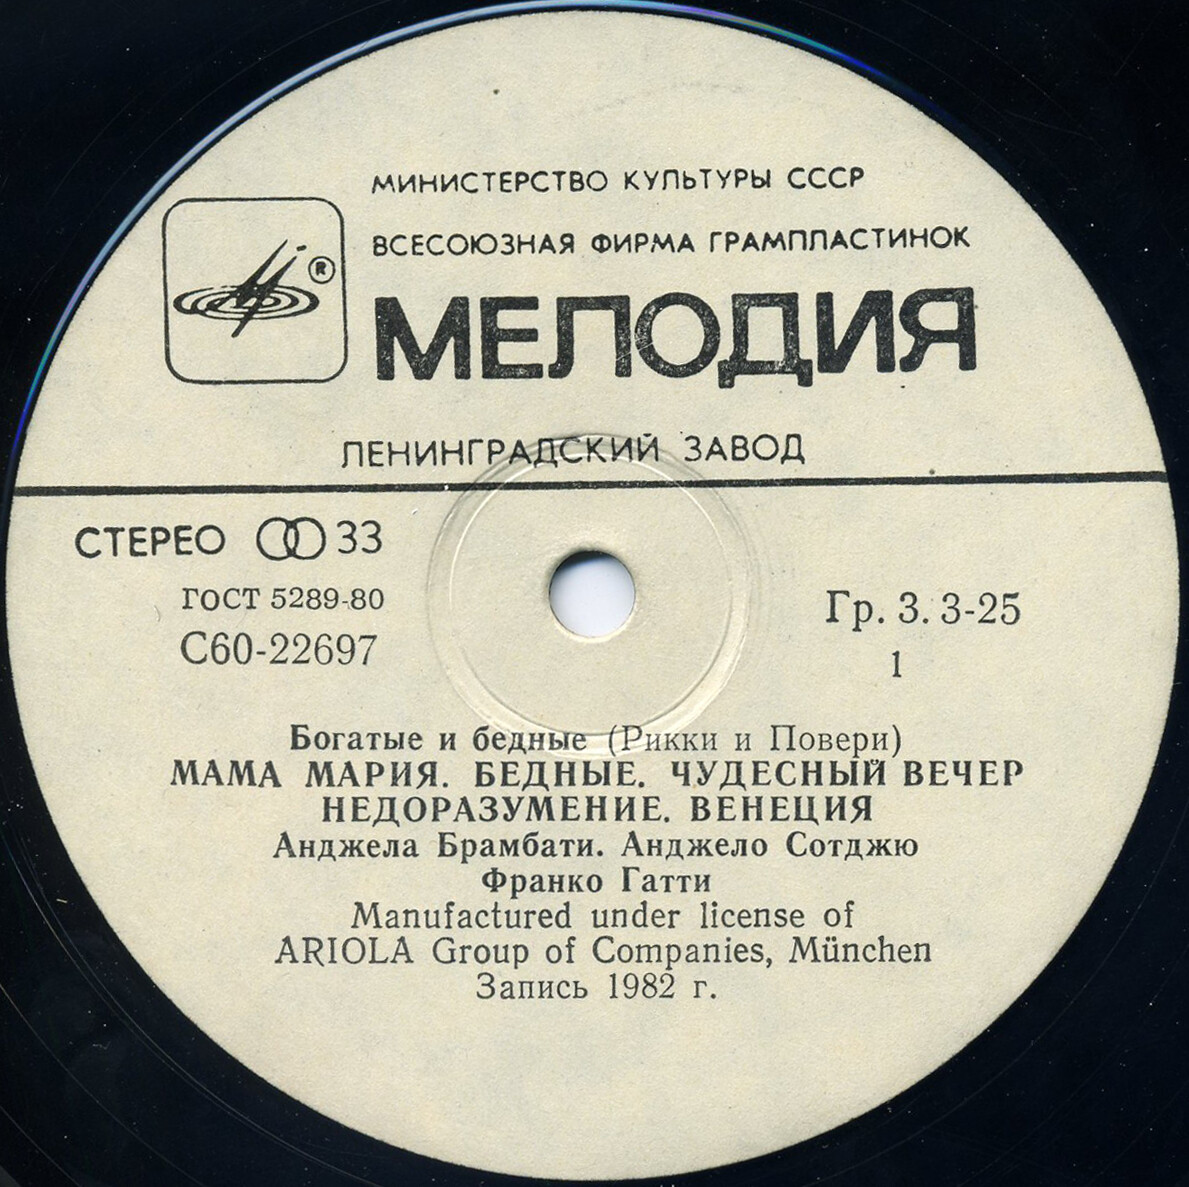 МИНИСТЕРСТВО КУЛЬТУРЫ СССР
ВСЕСОЮЗНАЯ ФИРМА ГРАМПЛАСТИНОК
®
МЕЛОДИЯ
ЛЕНИНГРАДСКИЙ ЗАВОД
СТЕРЕО 33
ГОСТ 5289-80
С60-22697
Гр. 3. 3-25
1
Богатые и бедные (Рикки и Повери)
МАМА МАРИЯ. БЕДНЫЕ. ЧУДЕСНЫЙ ВЕЧЕР
НЕДОРАЗУМЕНИЕ. ВЕНЕЦИЯ
Анджела Брамбати. Анджело Сотджю
Франко Гатти
Manufactured under license of
ARIOLA Group of Companies, München
Запись 1982 г.